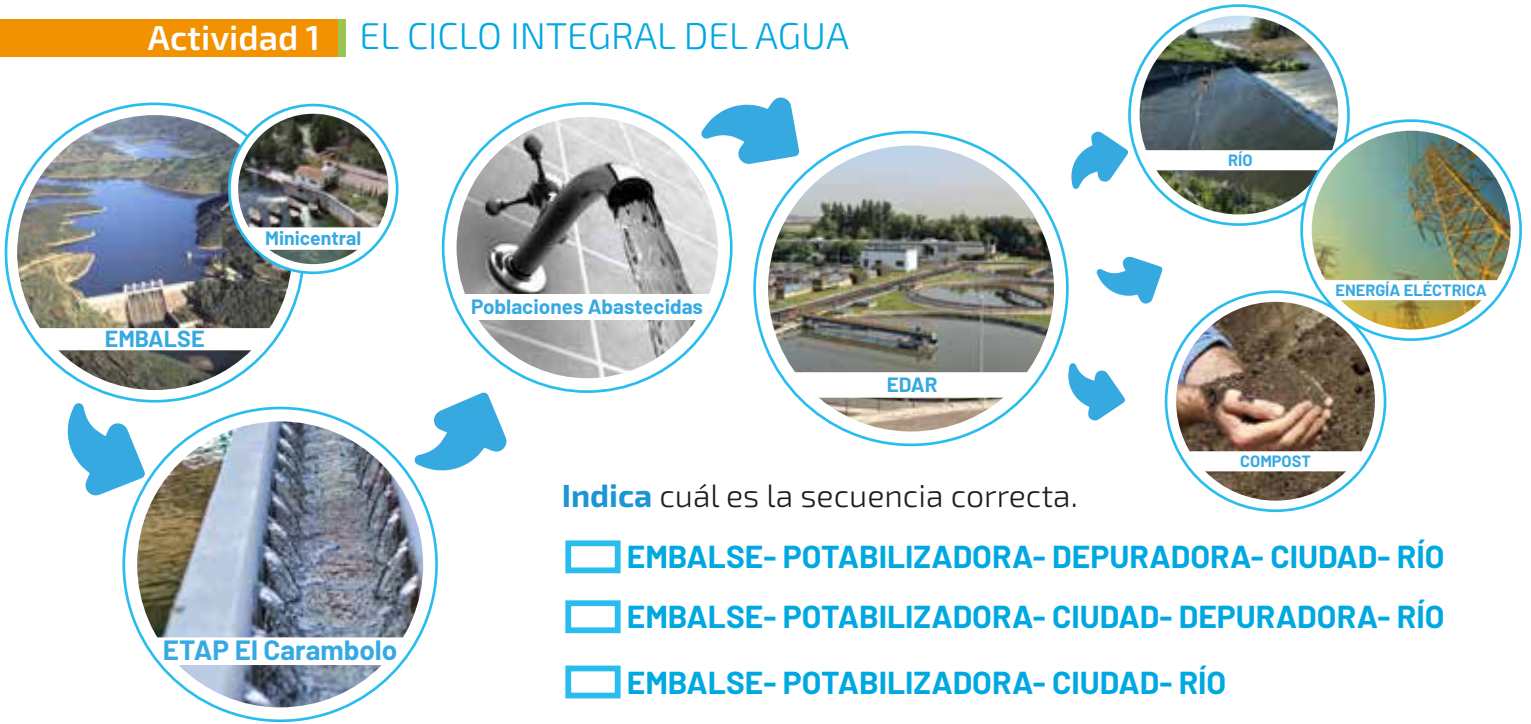 Actividad 1 EL CICLO INTEGRAL DEL AGUA
EMBALSE
Minicentral
ETAP El Carambolo
Poblaciones Abastecidas
EDAR
RÍO
ENERGÍA ELÉCTRICA
COMPOST
Indica cuál es la secuencia correcta.
EMBALSE- POTABILIZADORA- DEPURADORA- CIUDAD- RÍO
EMBALSE- POTABILIZADORA- CIUDAD- DEPURADORA- RÍO
EMBALSE- POTABILIZADORA- CIUDAD- RÍO